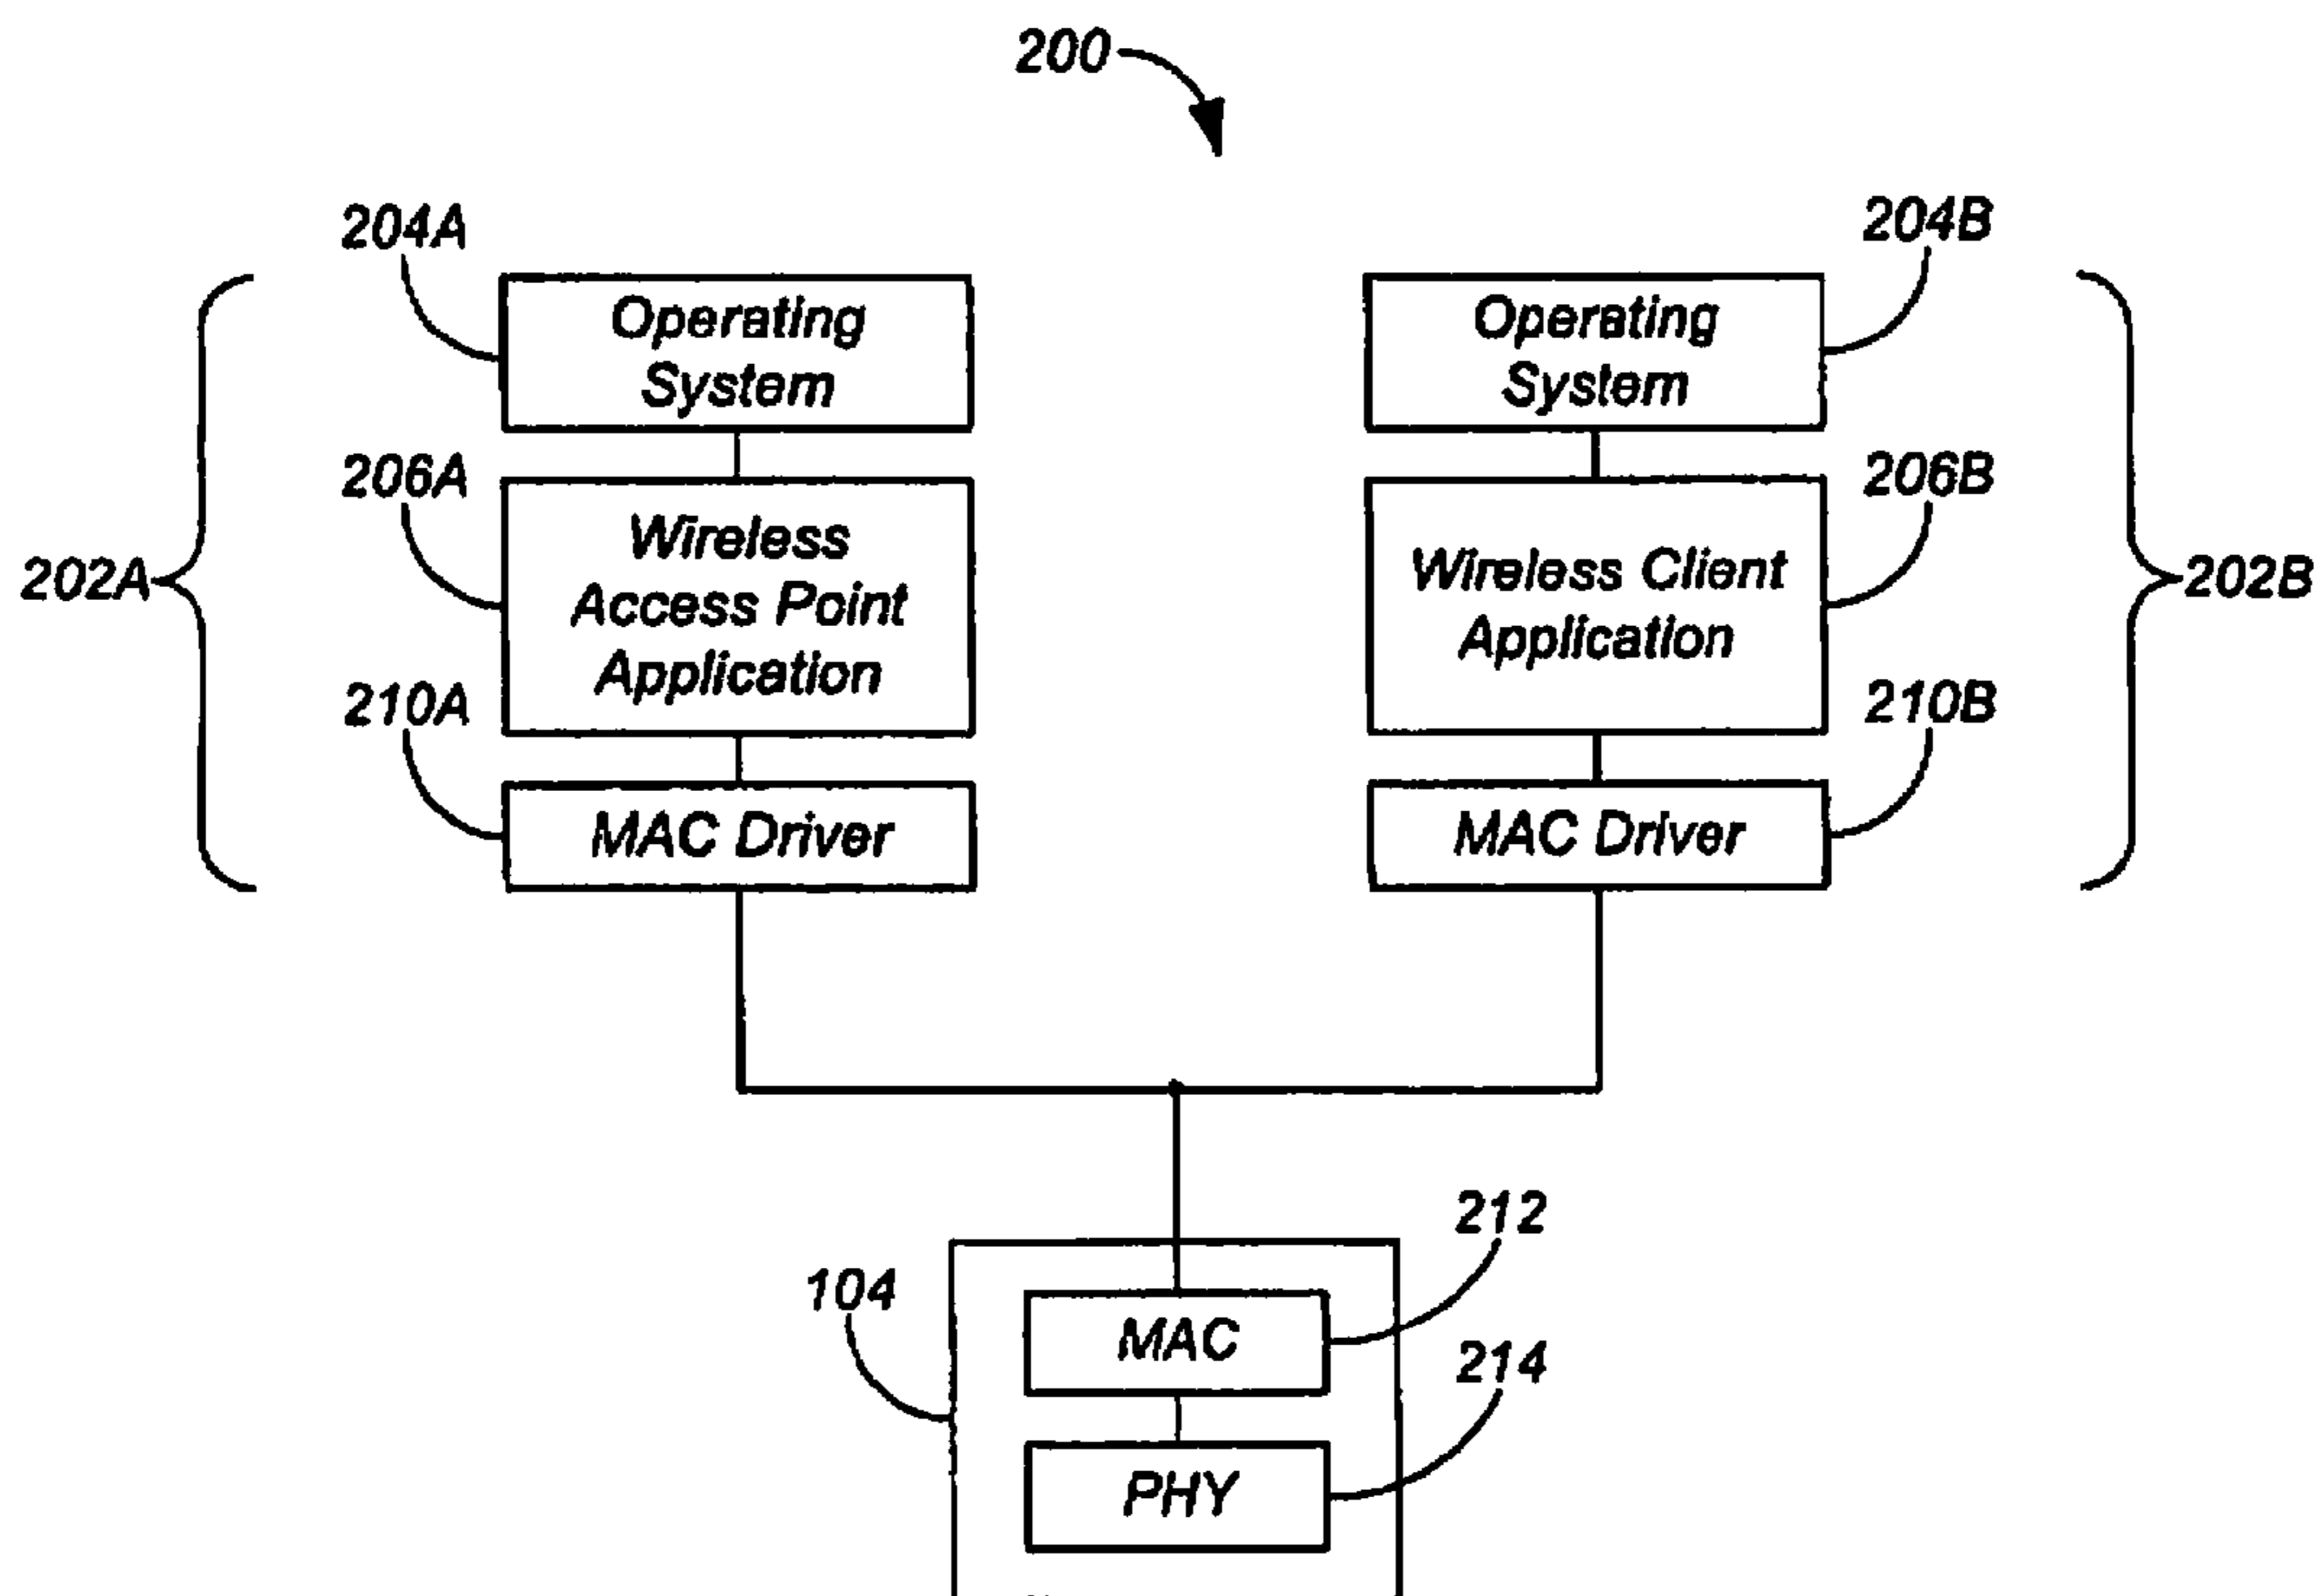 200
204A
204B
Operating
System
Operating
System
206A
206B
Wireless
Access Point
Application
Wireless Client
Application
202A
202B
210A
210B
MAC Driver
MAC Driver
212
104
MAC
214
PHY